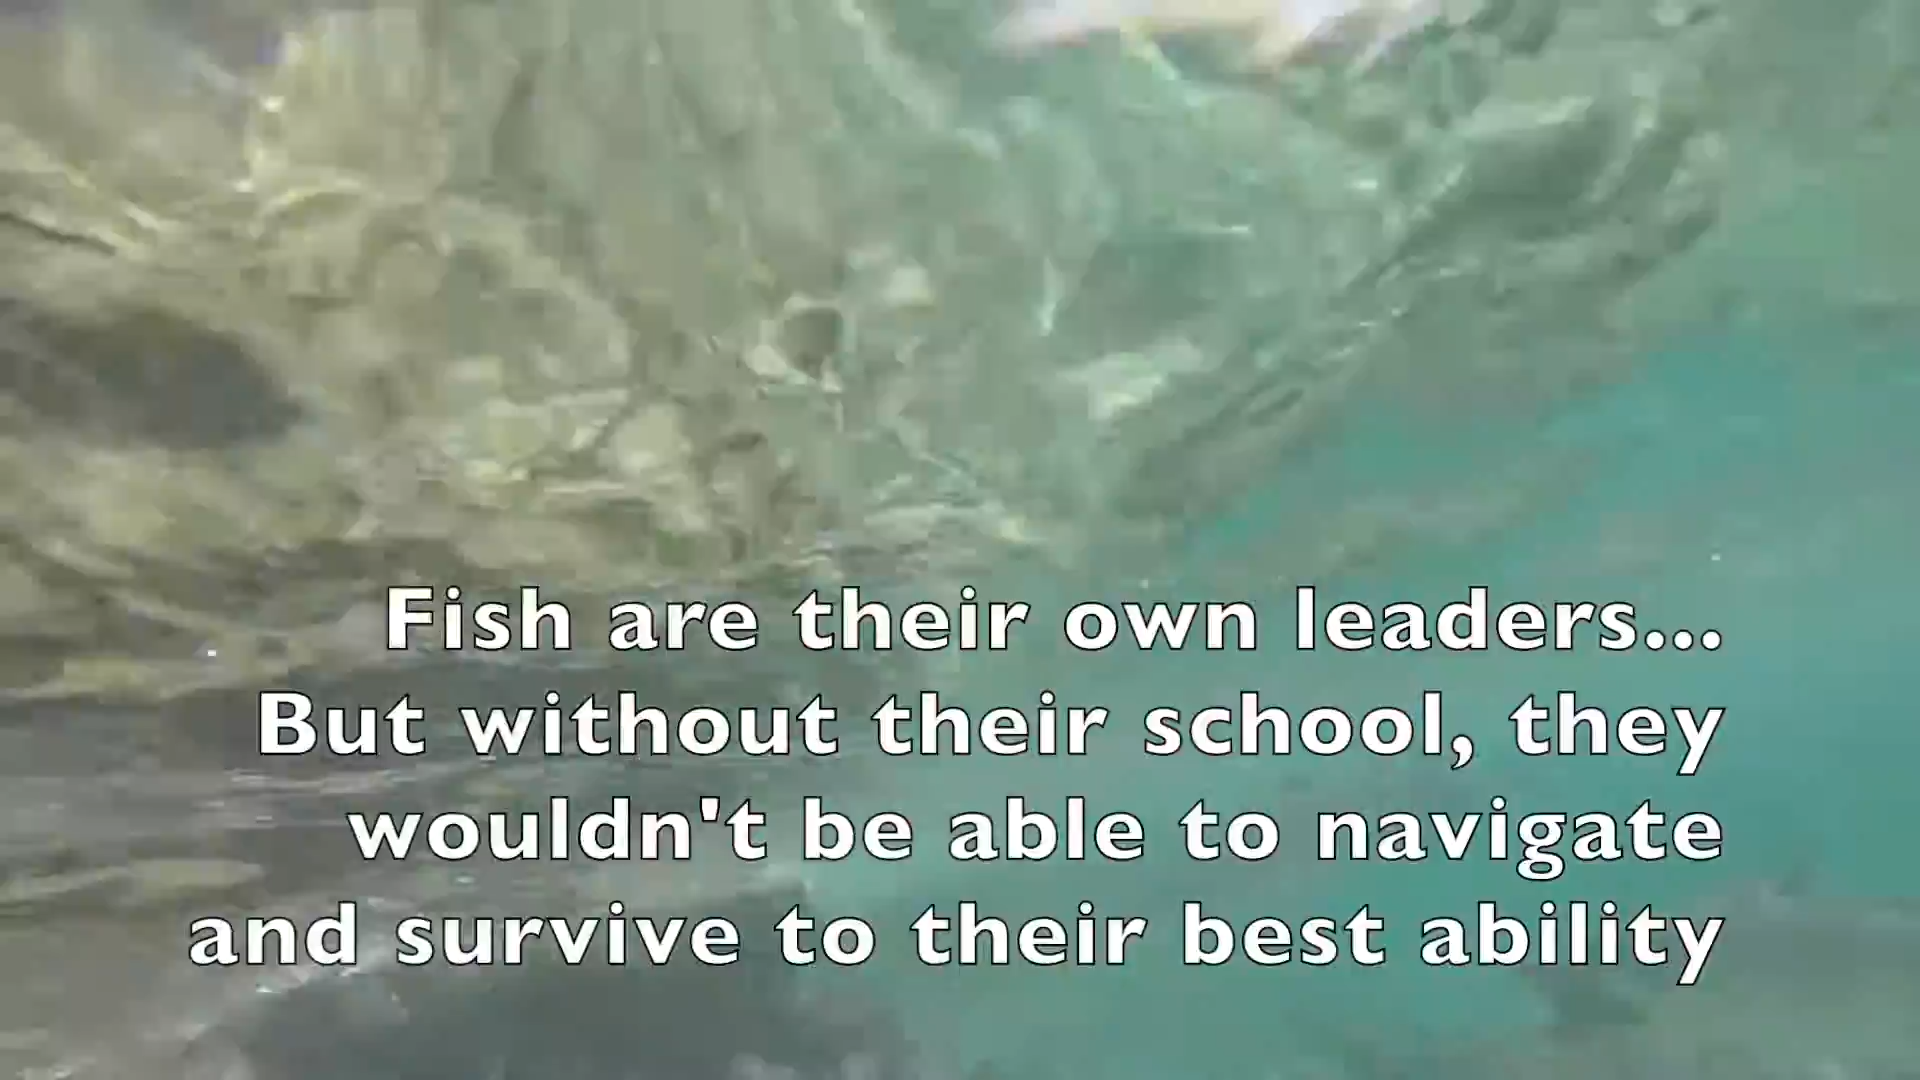 Fish are their own leaders...
But without their school, they
wouldn't be able to navigate
and survive to their best ability